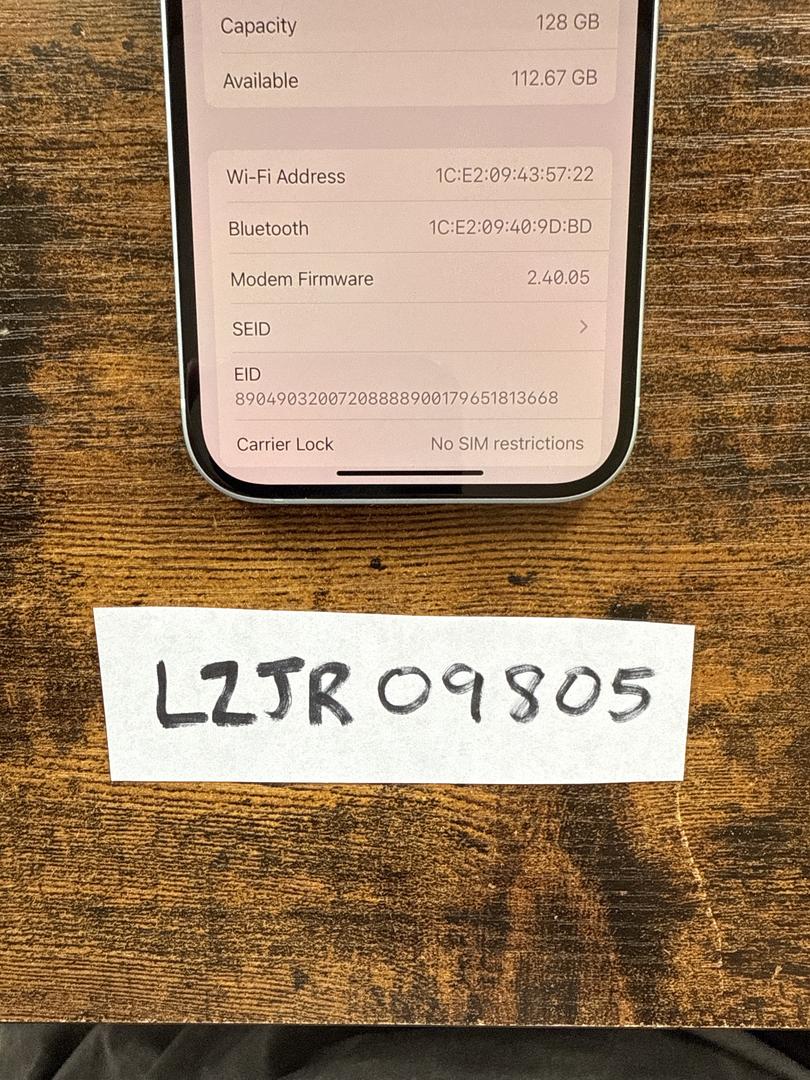 Capacity 128 GB
Available 112.67 GB
Wi-Fi Address 1C:E2:09:43:57:22
Bluetooth 1C:E2:09:40:9D:BD
Modem Firmware 2.40.05
SEID
EID
89049032007208888900179651813668
Carrier Lock No SIM restrictions
LZJR09805